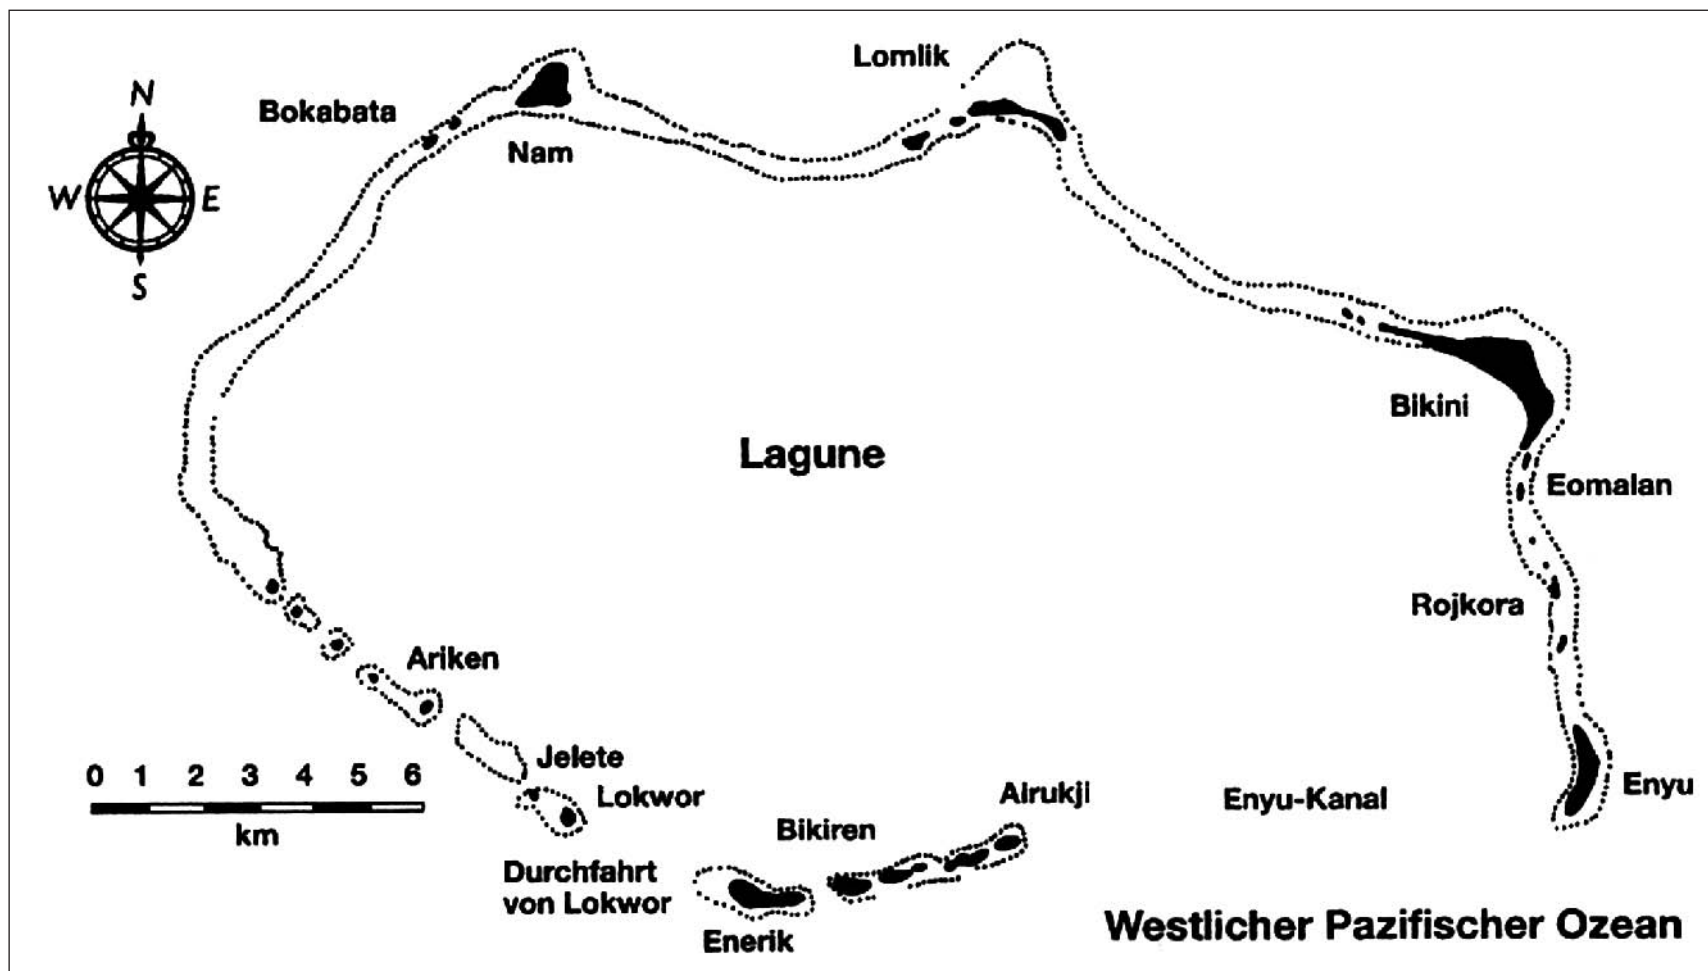 Lomlik
N
Bokabata
Nam
W
E
S
Bikini
Lagune
Eomalan
Rojkora
Ariken
Jelete
0 1 2 3 4 5 6
km
Lokwor
Airukji
Enyu-Kanal
Enyu
Bikiren
Durchfahrt
von Lokwor
Enerik
Westlicher Pazifischer Ozean